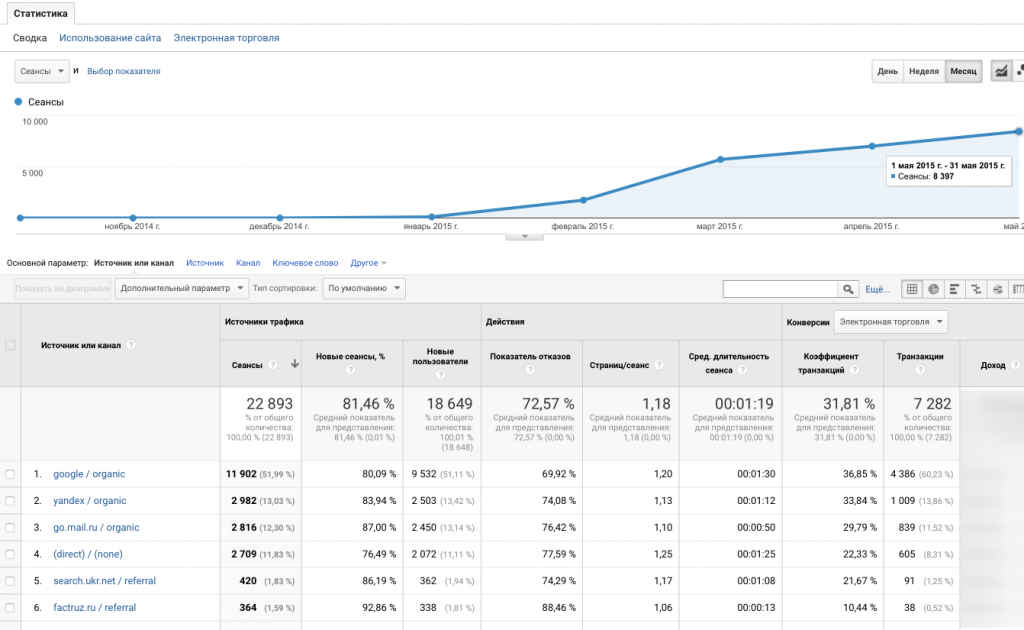 Статистика
Сводка Использование сайта Электронная торговля
Сеансы и Выбор показателя День Неделя Месяц
Сеансы
10 000
5 000
1 мая 2015 г. - 31 мая 2015 г.
Сеансы: 8 397
ноябрь 2014 г. декабрь 2014 г. январь 2015 г. февраль 2015 г. март 2015 г. апрель 2015 г. май 2
Основной параметр: Источник или канал Источник Канал Ключевое слово Другое
Показать на диаграмме Дополнительный параметр Тип сортировки: По умолчанию Ещё...
Источник или канал ?
Источники трафика Действия Конверсии Электронная торговля
Сеансы ? Новые сеансы, % ? Новые пользователи ? Показатель отказов ? Страниц/сеанс ? Сред. длительность сеанса ? Коэффициент транзакций ? Транзакции ? Доход ?
22 893 81,46 % 18 649 72,57 % 1,18 00:01:19 31,81 % 7 282
% от общего Средний показатель % от общего Средний показатель Средний показатель Средний показатель Средний показатель % от общего
количества: для представления: количества: для представления: для представления: для представления: для представления: количества:
100,00 % (22 893) 81,46 % (0,01 %) 100,01 % 72,57 % (0,00 %) 1,18 (0,00 %) 00:01:19 (0,00 %) 31,81 % (0,00 %) 100,00 % (7 282)
(18 648)
1. google / organic 11 902 (51,99 %) 80,09 % 9 532 (51,11 %) 69,92 % 1,20 00:01:30 36,85 % 4 386 (60,23 %)
2. yandex / organic 2 982 (13,03 %) 83,94 % 2 503 (13,42 %) 74,08 % 1,13 00:01:12 33,84 % 1 009 (13,86 %)
3. go.mail.ru / organic 2 816 (12,30 %) 87,00 % 2 450 (13,14 %) 76,42 % 1,10 00:00:50 29,79 % 839 (11,52 %)
4. (direct) / (none) 2 709 (11,83 %) 76,49 % 2 072 (11,11 %) 77,59 % 1,25 00:01:25 22,33 % 605 (8,31 %)
5. search.ukr.net / referral 420 (1,83 %) 86,19 % 362 (1,94 %) 74,29 % 1,17 00:01:08 21,67 % 91 (1,25 %)
6. factruz.ru / referral 364 (1,59 %) 92,86 % 338 (1,81 %) 88,46 % 1,06 00:00:13 10,44 % 38 (0,52 %)